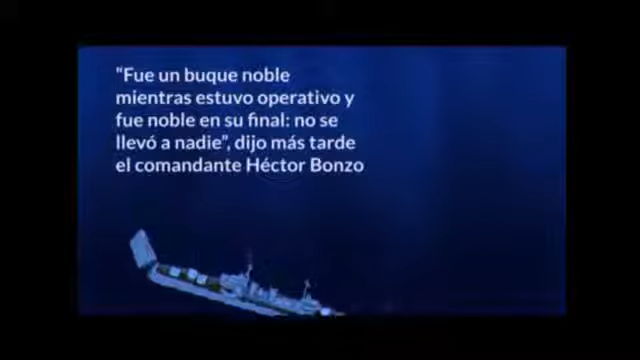 “Fue un buque noble
mientras estuvo operativo y
fue noble en su final: no se
llevó a nadie”, dijo más tarde
el comandante Héctor Bonzo